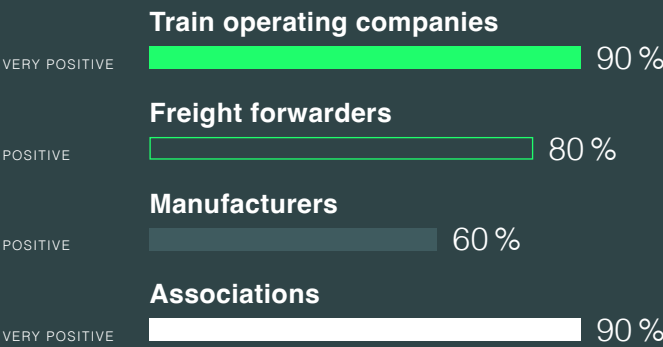 Train operating companies
VERY POSITIVE 90 %
Freight forwarders
POSITIVE 80 %
Manufacturers
POSITIVE 60 %
Associations
VERY POSITIVE 90 %